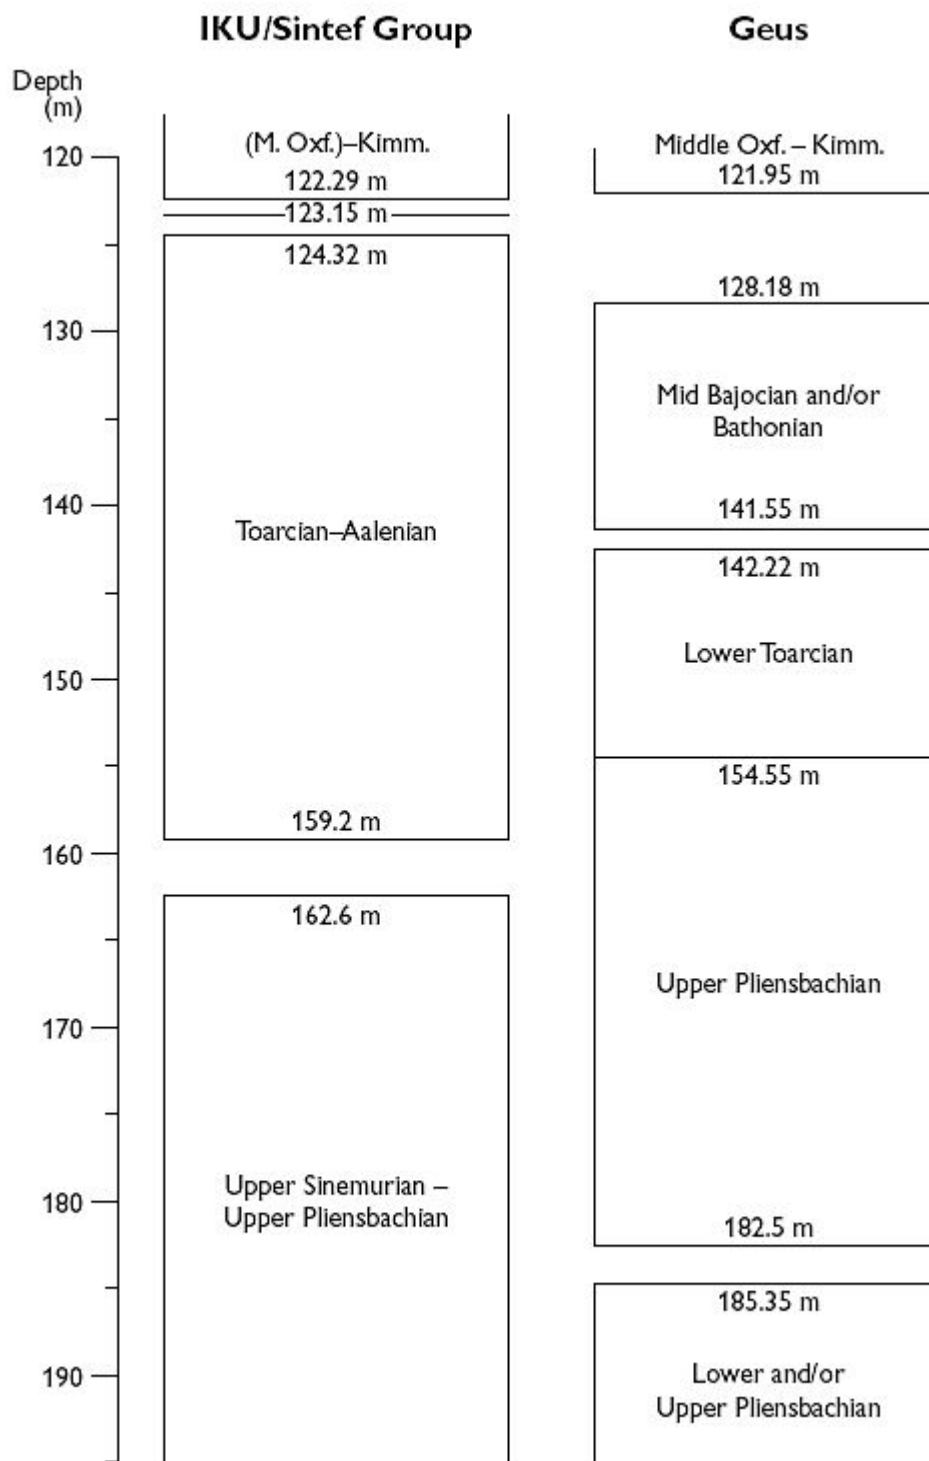 IKU/Sintef Group
Geus
Depth
(m)
120
130
140
150
160
170
180
190
(M. Oxf.)–Kimm.
122.29 m
123.15 m
124.32 m
Toarcian–Aalenian
159.2 m
162.6 m
Upper Sinemurian –
Upper Pliensbachian
Middle Oxf. – Kimm.
121.95 m
128.18 m
Mid Bajocian and/or
Bathonian
141.55 m
142.22 m
Lower Toarcian
154.55 m
Upper Pliensbachian
182.5 m
185.35 m
Lower and/or
Upper Pliensbachian